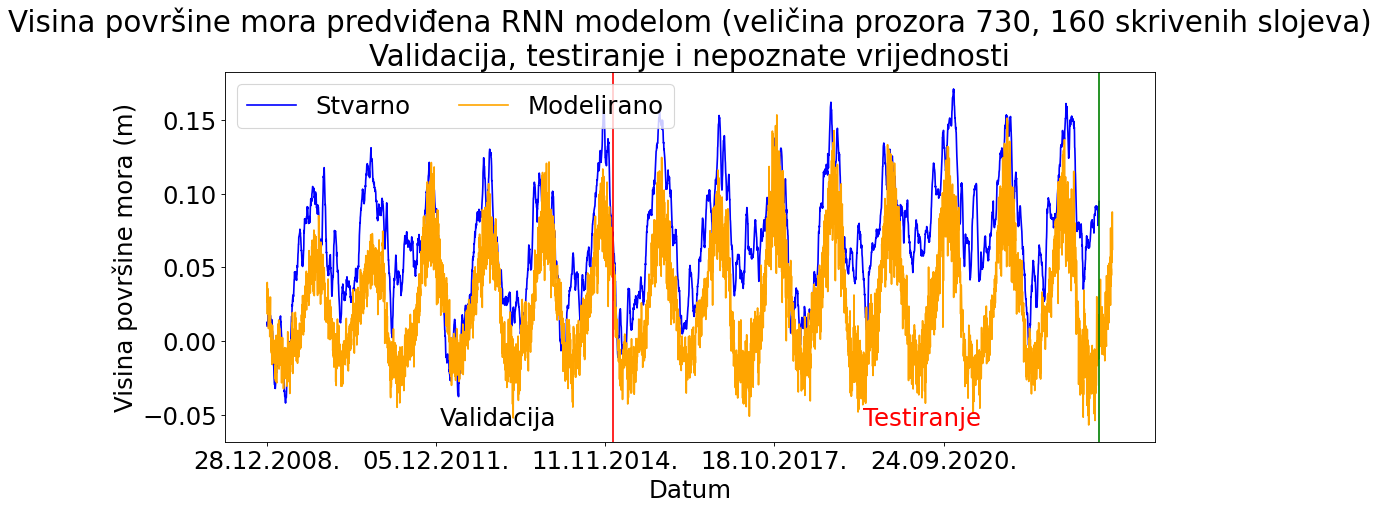 Visina površine mora predviđena RNN modelom (veličina prozora 730, 160 skrivenih slojeva)
Validacija, testiranje i nepoznate vrijednosti
Stvarno
Modelirano
Visina površine mora (m)
0.15
0.10
0.05
0.00
−0.05
Validacija
Testiranje
28.12.2008.
05.12.2011.
11.11.2014.
18.10.2017.
24.09.2020.
Datum